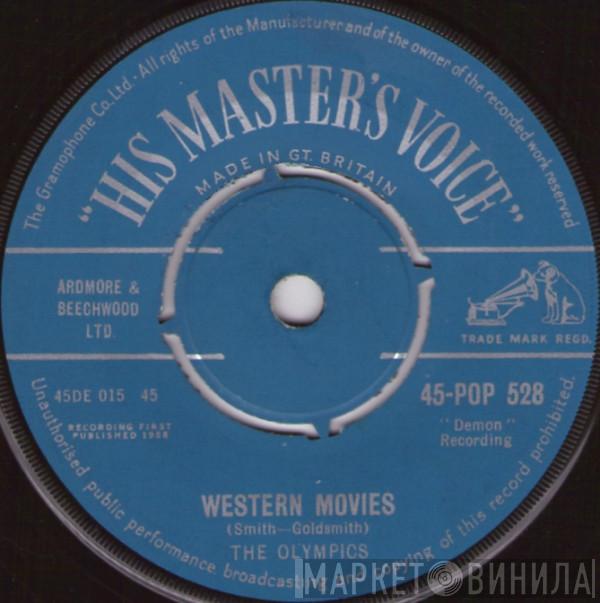 The Gramophone Co. Ltd. · All rights of the Manufacturer and of the owner of the recorded work reserved
"HIS MASTER'S VOICE"
MADE IN GT. BRITAIN
ARDMORE &
BEECHWOOD
LTD.
TRADE MARK REGD.
45DE 015 45
45-POP 528
RECORDING FIRST
PUBLISHED 1958
"Demon"
Recording
WESTERN MOVIES
(Smith—Goldsmith)
THE OLYMPICS
Unauthorised public performance broadcasting and copying of this record prohibited.
МАРКЕТ ВИНИЛА